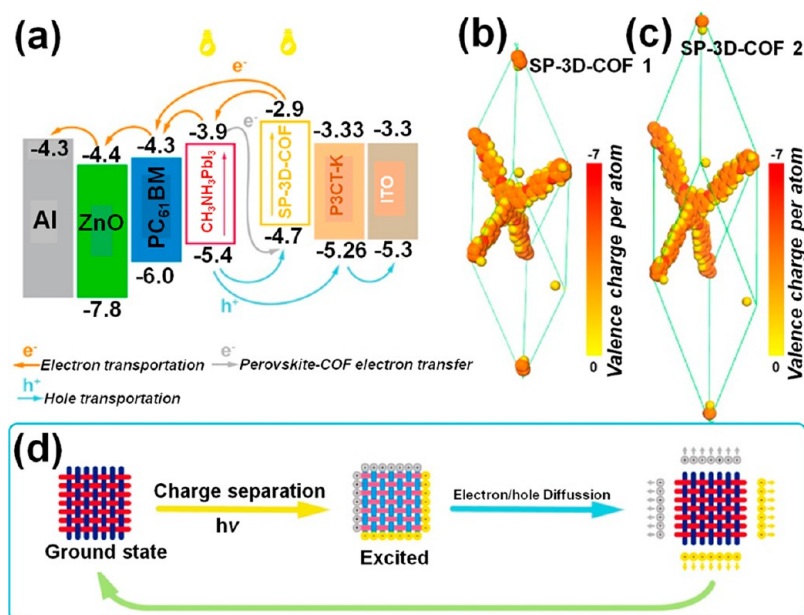 (a)
e⁻
-2.9
-4.3
-4.4
-4.3
-3.9
e⁻
-3.33
-3.3
Al
ZnO
PC61BM
CH3NH3PbI3
SP-3D-COF
P3CT-K
ITO
-4.7
-5.4
-5.26
-5.3
-6.0
-7.8
h⁺
e⁻
Electron transportation
e⁻
Perovskite-COF electron transfer
h⁺
Hole transportation
(b)
SP-3D-COF 1
-7
Valence charge per atom
0
(c)
SP-3D-COF 2
-7
Valence charge per atom
0
(d)
Ground state
Charge separation
hv
Excited
Electron/hole Diffussion